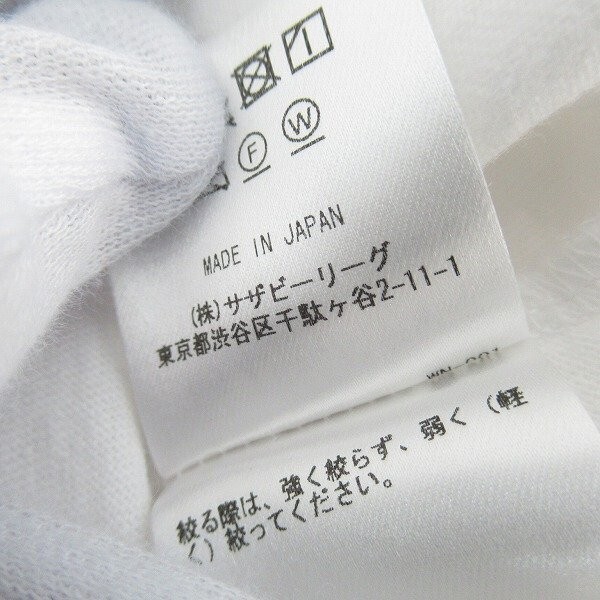 F W
MADE IN JAPAN
(株)サザビーリーグ
東京都渋谷区千駄ヶ谷2-11-1
絞る際は、強く絞らず、弱く(軽
く)絞ってください。